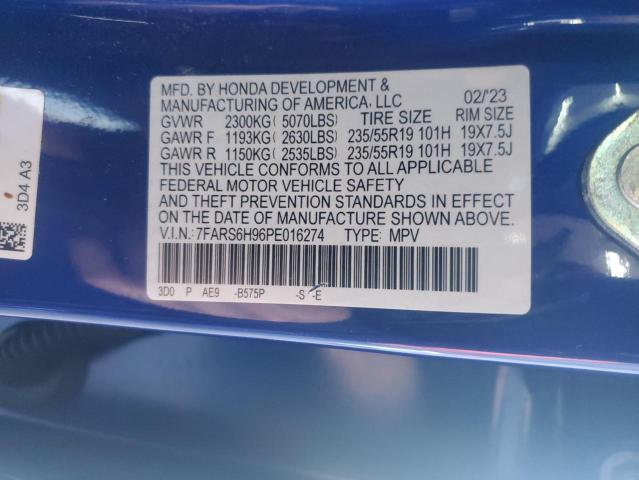 MFD. BY HONDA DEVELOPMENT &
MANUFACTURING OF AMERICA, LLC 02/'23
GVWR 2300KG ( 5070LBS) TIRE SIZE RIM SIZE
GAWR F 1193KG ( 2630LBS) 235/55R19 101H 19X7.5J
GAWR R 1150KG ( 2535LBS) 235/55R19 101H 19X7.5J
THIS VEHICLE CONFORMS TO ALL APPLICABLE
FEDERAL MOTOR VEHICLE SAFETY
AND THEFT PREVENTION STANDARDS IN EFFECT
ON THE DATE OF MANUFACTURE SHOWN ABOVE.
V.I.N.:7FARS6H96PE016274 TYPE: MPV
3D0 P AE9 -B575P -S -E
3D4 A3